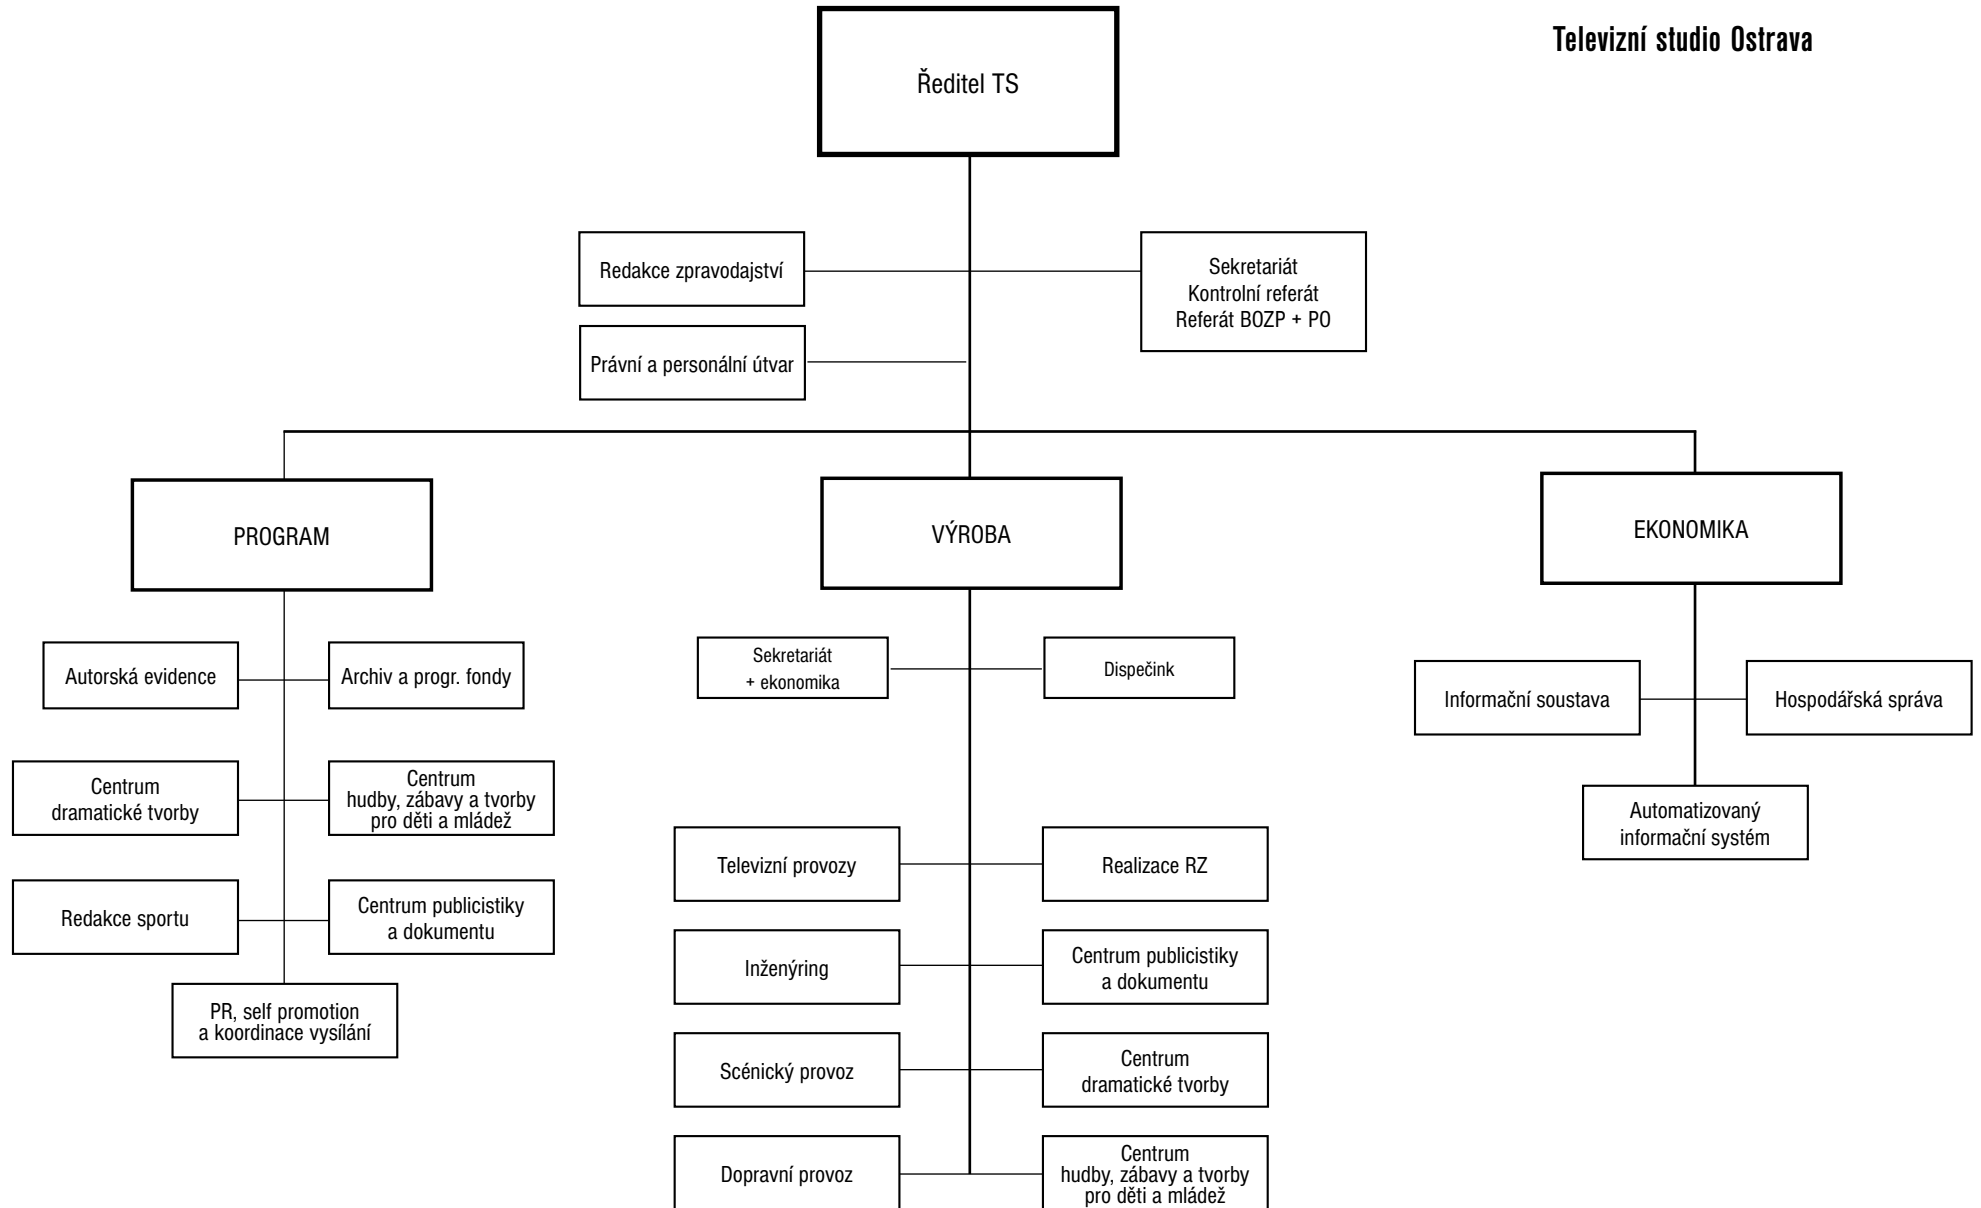 Televizní studio Ostrava
Ředitel TS
Redakce zpravodajství
Sekretariát
Kontrolní referát
Referát BOZP + PO
Právní a personální útvar
PROGRAM
VÝROBA
EKONOMIKA
Autorská evidence
Archiv a progr. fondy
Centrum
dramatické tvorby
Centrum
hudby, zábavy a tvorby
pro děti a mládež
Redakce sportu
Centrum publicistiky
a dokumentu
PR, self promotion
a koordinace vysílání
Sekretariát
+ ekonomika
Dispečink
Televizní provozy
Realizace RZ
Inženýring
Centrum publicistiky
a dokumentu
Scénický provoz
Centrum
dramatické tvorby
Dopravní provoz
Centrum
hudby, zábavy a tvorby
pro děti a mládež
Informační soustava
Hospodářská správa
Automatizovaný
informační systém